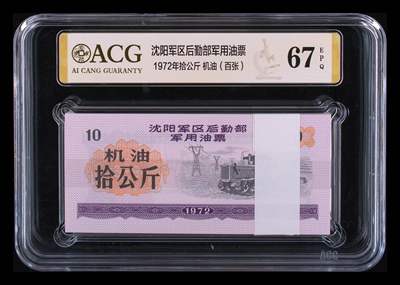 ACG
AI CANG GUARANTY
沈阳军区后勤部军用油票
1972年拾公斤 机油（百张）
67 EPQ
10
沈阳军区后勤部
军用油票
机油
拾公斤
1972
ACG